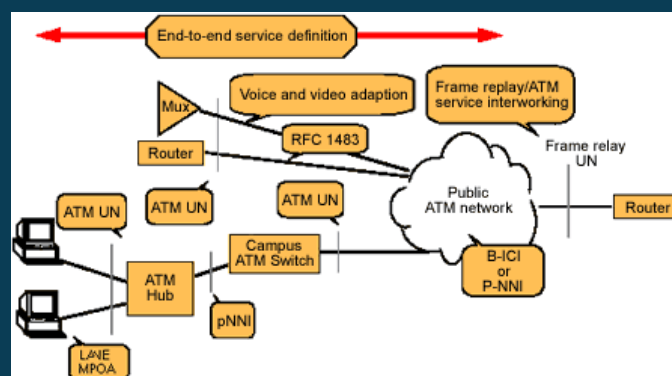 End-to-end service definition
Voice and video adaption
Frame replay/ATM
service interworking
Mux
RFC 1483
Router
Frame relay
UN
ATM UN
ATM UN
ATM UN
Public
ATM network
Router
Campus
ATM Switch
B-ICI
or
P-NNI
ATM
Hub
pNNI
LANE
MPOA